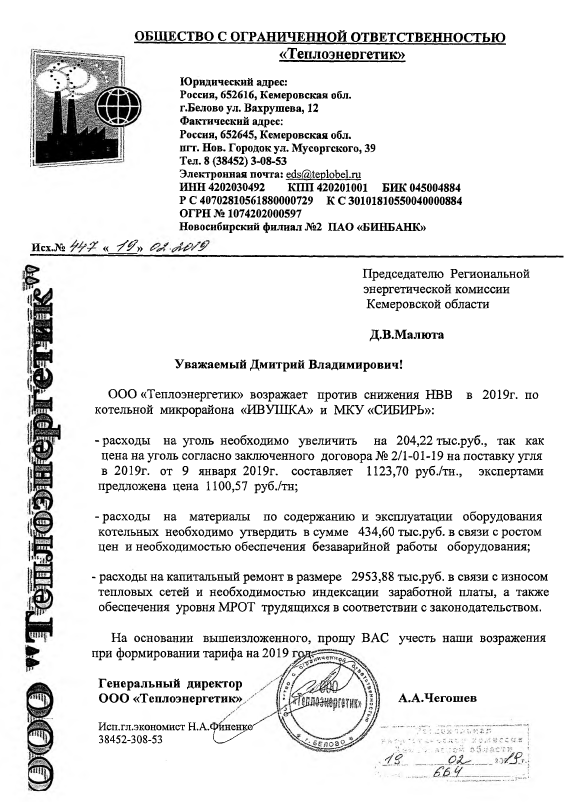 ОБЩЕСТВО С ОГРАНИЧЕННОЙ ОТВЕТСТВЕННОСТЬЮ
«Теплоэнергетик»
Юридический адрес:
Россия, 652616, Кемеровская обл.
г.Белово ул. Вахрушева, 12
Фактический адрес:
Россия, 652645, Кемеровская обл.
пгт. Нов. Городок ул. Мусоргского, 39
Тел. 8 (38452) 3-08-53
Электронная почта: eds@teplobel.ru
ИНН 4202030492 КПП 420201001 БИК 045004884
Р С 40702810561880000729 К С 30101810550040000884
ОГРН № 1074202000597
Новосибирский филиал №2 ПАО «БИНБАНК»
Исх.№ 447 « 19 » 02.2019
ООО "Теплоэнергетик"
Председателю Региональной
энергетической комиссии
Кемеровской области
Д.В.Малюта
Уважаемый Дмитрий Владимирович!
ООО «Теплоэнергетик» возражает против снижения НВВ в 2019г. по
котельной микрорайона «ИВУШКА» и МКУ «СИБИРЬ»:
- расходы на уголь необходимо увеличить на 204,22 тыс.руб., так как
цена на уголь согласно заключенного договора № 2/1-01-19 на поставку угля
в 2019г. от 9 января 2019г. составляет 1123,70 руб./тн., экспертами
предложена цена 1100,57 руб./тн;
- расходы на материалы по содержанию и эксплуатации оборудования
котельных необходимо утвердить в сумме 434,60 тыс.руб. в связи с ростом
цен и необходимостью обеспечения безаварийной работы оборудования;
- расходы на капитальный ремонт в размере 2953,88 тыс.руб. в связи с износом
тепловых сетей и необходимостью индексации заработной платы, а также
обеспечения уровня МРОТ трудящихся в соответствии с законодательством.
На основании вышеизложенного, прошу ВАС учесть наши возражения
при формировании тарифа на 2019 год.
Генеральный директор
ООО «Теплоэнергетик»
А.А.Чегошев
ООО
«Теплоэнергетик»
г. БЕЛОВО
Исп.гл.экономист Н.А.Финенко
38452-308-53
Региональная
энергетическая комиссия
Кемеровской области
19 02 2019г.
664